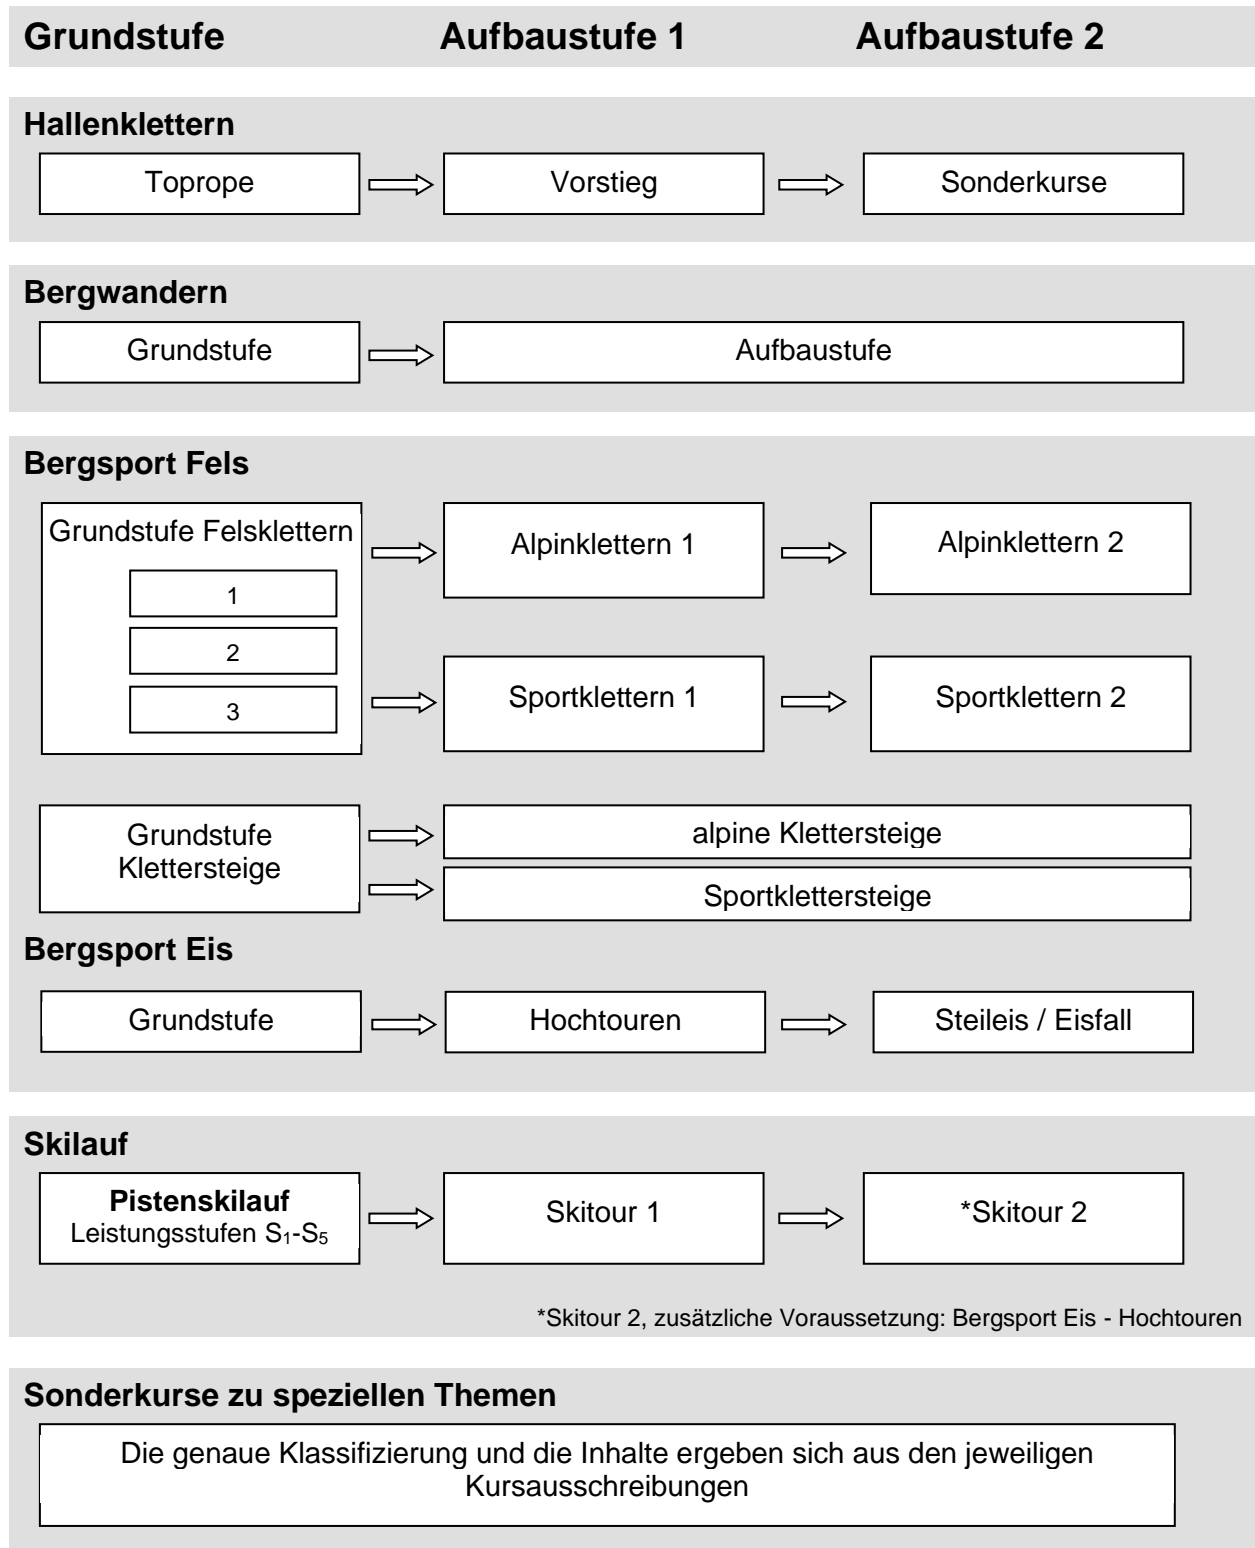 Grundstufe Aufbaustufe 1 Aufbaustufe 2
Hallenklettern
Toprope Vorstieg Sonderkurse
Bergwandern
Grundstufe Aufbaustufe
Bergsport Fels
Grundstufe Felsklettern
1
2
3
Alpinklettern 1 Alpinklettern 2
Sportklettern 1 Sportklettern 2
Grundstufe
Klettersteige
alpine Klettersteige
Sportklettersteige
Bergsport Eis
Grundstufe Hochtouren Steileis / Eisfall
Skilauf
Pistenskilauf
Leistungsstufen S₁-S₅
Skitour 1 *Skitour 2
*Skitour 2, zusätzliche Voraussetzung: Bergsport Eis - Hochtouren
Sonderkurse zu speziellen Themen
Die genaue Klassifizierung und die Inhalte ergeben sich aus den jeweiligen
Kursausschreibungen